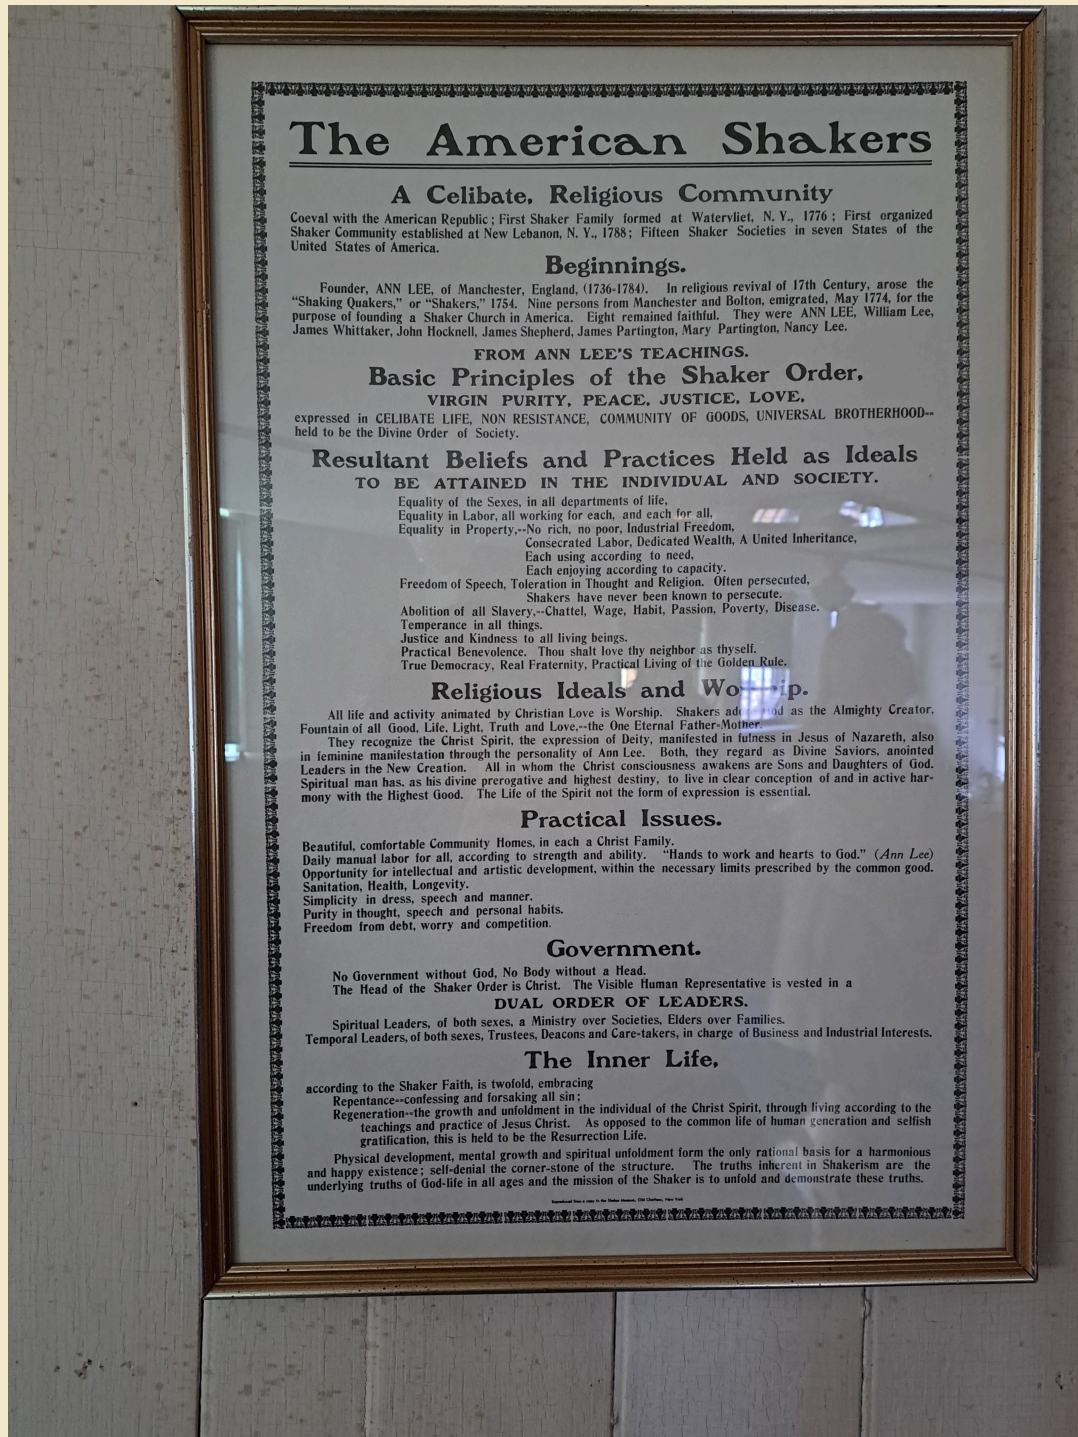 The American Shakers
A Celibate, Religious Community
Coeval with the American Republic; First Shaker Family formed at Watervliet, N. Y., 1776; First organized
Shaker Community established at New Lebanon, N. Y., 1788; Fifteen Shaker Societies in seven States of the
United States of America.
Beginnings.
Founder, ANN LEE, of Manchester, England, (1736-1784). In religious revival of 17th Century, arose the
"Shaking Quakers," or "Shakers," 1754. Nine persons from Manchester and Bolton, emigrated, May 1774, for the
purpose of founding a Shaker Church in America. Eight remained faithful. They were ANN LEE, William Lee,
James Whittaker, John Hocknell, James Shepherd, James Partington, Mary Partington, Nancy Lee.
FROM ANN LEE'S TEACHINGS.
Basic Principles of the Shaker Order,
VIRGIN PURITY, PEACE, JUSTICE, LOVE,
expressed in CELIBATE LIFE, NON RESISTANCE, COMMUNITY OF GOODS, UNIVERSAL BROTHERHOOD--
held to be the Divine Order of Society.
Resultant Beliefs and Practices Held as Ideals
TO BE ATTAINED IN THE INDIVIDUAL AND SOCIETY.
Equality of the Sexes, in all departments of life,
Equality in Labor, all working for each, and each for all,
Equality in Property,--No rich, no poor, Industrial Freedom,
Consecrated Labor, Dedicated Wealth, A United Inheritance,
Each using according to need,
Each enjoying according to capacity.
Freedom of Speech, Toleration in Thought and Religion. Often persecuted,
Shakers have never been known to persecute.
Abolition of all Slavery,--Chattel, Wage, Habit, Passion, Poverty, Disease.
Temperance in all things.
Justice and Kindness to all living beings.
Practical Benevolence. Thou shalt love thy neighbor as thyself.
True Democracy, Real Fraternity, Practical Living of the Golden Rule.
Religious Ideals and
All life and activity animated by Christian Love is Worship. Shakers as the Almighty Creator,
Fountain of all Good, Life, Light, Truth and Love,--the One Eternal Father-Mother.
They recognize the Christ Spirit, the expression of Deity, manifested in fulness in Jesus of Nazareth, also
in feminine manifestation through the personality of Ann Lee. Both, they regard as Divine Saviors, anointed
Leaders in the New Creation. All in whom the Christ consciousness awakens are Sons and Daughters of God.
Spiritual man has, as his divine prerogative and highest destiny, to live in clear conception of and in active har-
mony with the Highest Good. The Life of the Spirit not the form of expression is essential.
Practical Issues.
Beautiful, comfortable Community Homes, in each a Christ Family.
Daily manual labor for all, according to strength and ability. "Hands to work and hearts to God." (Ann Lee)
Opportunity for intellectual and artistic development, within the necessary limits prescribed by the common good.
Sanitation, Health, Longevity.
Simplicity in dress, speech and manner.
Purity in thought, speech and personal habits.
Freedom from debt, worry and competition.
Government.
No Government without God, No Body without a Head.
The Head of the Shaker Order is Christ. The Visible Human Representative is vested in a
DUAL ORDER OF LEADERS.
Spiritual Leaders, of both sexes, a Ministry over Societies, Elders over Families.
Temporal Leaders, of both sexes, Trustees, Deacons and Care-takers, in charge of Business and Industrial Interests.
The Inner Life,
according to the Shaker Faith, is twofold, embracing
Repentance--confessing and forsaking all sin;
Regeneration--the growth and unfoldment in the individual of the Christ Spirit, through living according to the
teachings and practice of Jesus Christ. As opposed to the common life of human generation and selfish
gratification, this is held to be the Resurrection Life.
Physical development, mental growth and spiritual unfoldment form the only rational basis for a harmonious
and happy existence; self-denial the corner-stone of the structure. The truths inherent in Shakerism are the
underlying truths of God-life in all ages and the mission of the Shaker is to unfold and demonstrate these truths.
Reproduced from a copy in the Shaker Museum, Old Chatham, New York